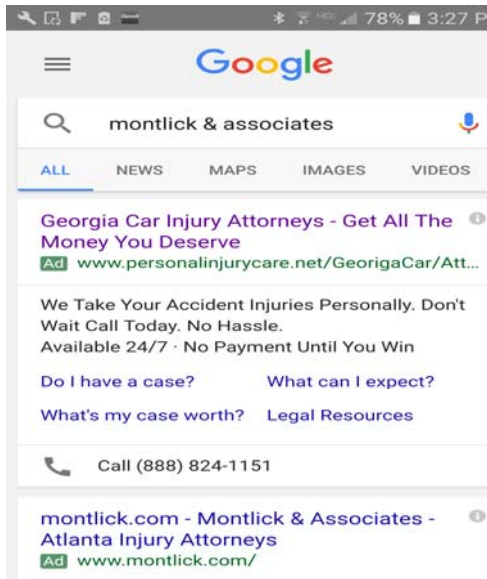 78% 3:27 P
Google
montlick & associates
ALL NEWS MAPS IMAGES VIDEOS
Georgia Car Injury Attorneys - Get All The
Money You Deserve
Ad www.personalinjurycare.net/GeorigaCar/Att...
We Take Your Accident Injuries Personally. Don't
Wait Call Today. No Hassle.
Available 24/7 · No Payment Until You Win
Do I have a case? What can I expect?
What's my case worth? Legal Resources
Call (888) 824-1151
montlick.com - Montlick & Associates -
Atlanta Injury Attorneys
Ad www.montlick.com/